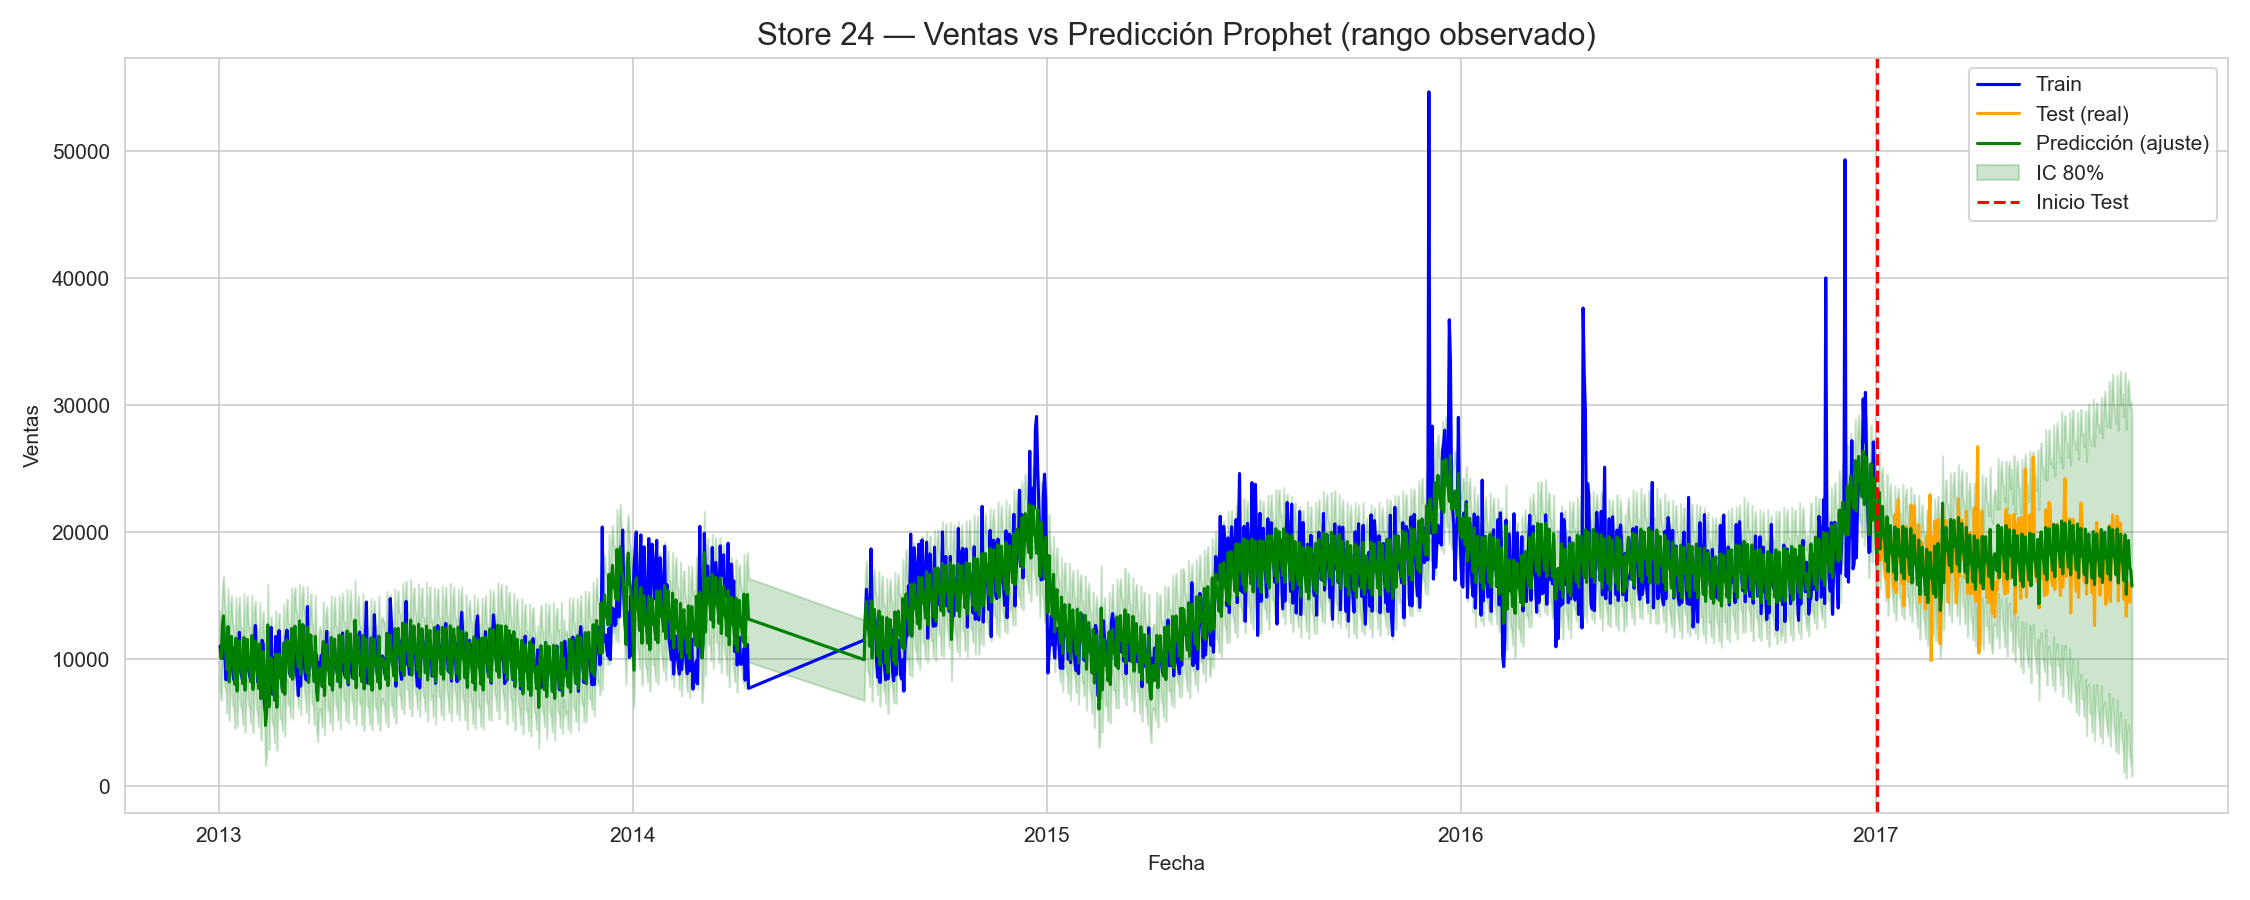 Store 24 — Ventas vs Predicción Prophet (rango observado)
Train
Test (real)
Predicción (ajuste)
IC 80%
Inicio Test
Ventas
50000
40000
30000
20000
10000
0
2013
2014
2015
2016
2017
Fecha